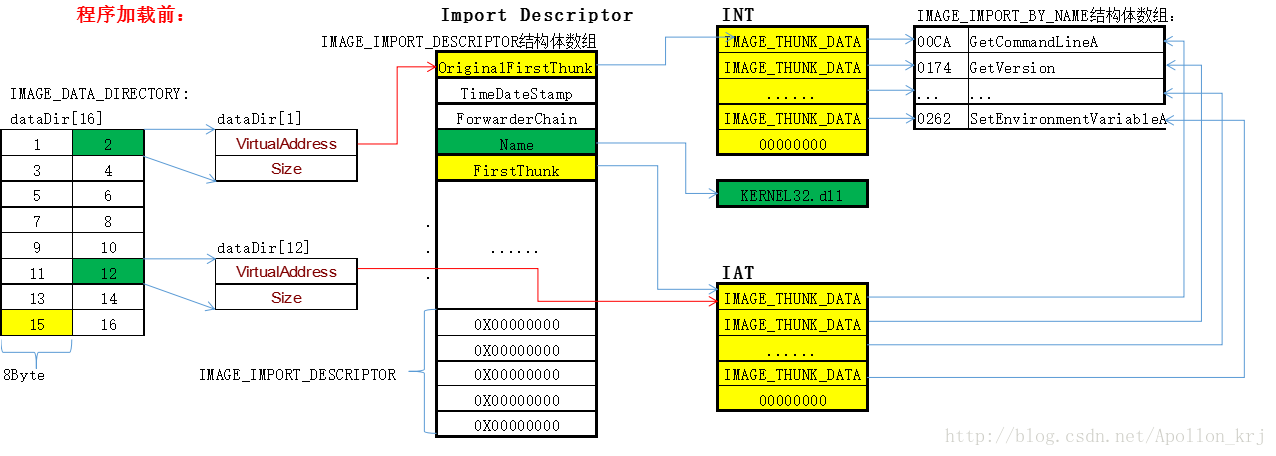 程序加载前：
Import Descriptor
INT
IMAGE_IMPORT_BY_NAME结构体数组：
IMAGE_IMPORT_DESCRIPTOR结构体数组
IMAGE_DATA_DIRECTORY:
dataDir[16]
1 2
3 4
5 6
7 8
9 10
11 12
13 14
15 16
8Byte
dataDir[1]
VirtualAddress
Size
dataDir[12]
VirtualAddress
Size
OriginalFirstThunk
TimeDateStamp
ForwarderChain
Name
FirstThunk
.
. ......
.
0X00000000
0X00000000
0X00000000
0X00000000
0X00000000
IMAGE_IMPORT_DESCRIPTOR
IMAGE_THUNK_DATA
IMAGE_THUNK_DATA
......
IMAGE_THUNK_DATA
00000000
KERNEL32.dll
IAT
IMAGE_THUNK_DATA
IMAGE_THUNK_DATA
......
IMAGE_THUNK_DATA
00000000
00CA GetCommandLineA
0174 GetVersion
... ...
0262 SetEnvironmentVariableA
http://blog.csdn.net/Apollon_krj